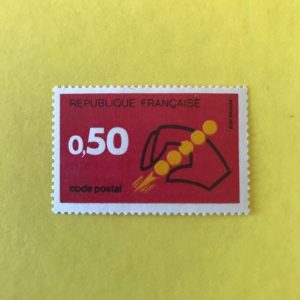 REPUBLIQUE FRANÇAISE
0,50
code postal